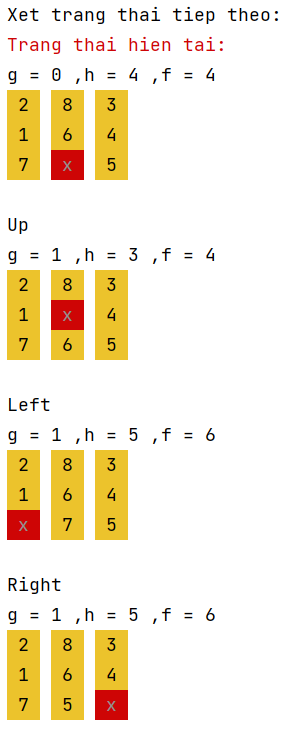 Xet trang thai tiep theo:
Trang thai hien tai:
g = 0 ,h = 4 ,f = 4
2 8 3
1 6 4
7 x 5
Up
g = 1 ,h = 3 ,f = 4
2 8 3
1 x 4
7 6 5
Left
g = 1 ,h = 5 ,f = 6
2 8 3
1 6 4
x 7 5
Right
g = 1 ,h = 5 ,f = 6
2 8 3
1 6 4
7 5 x